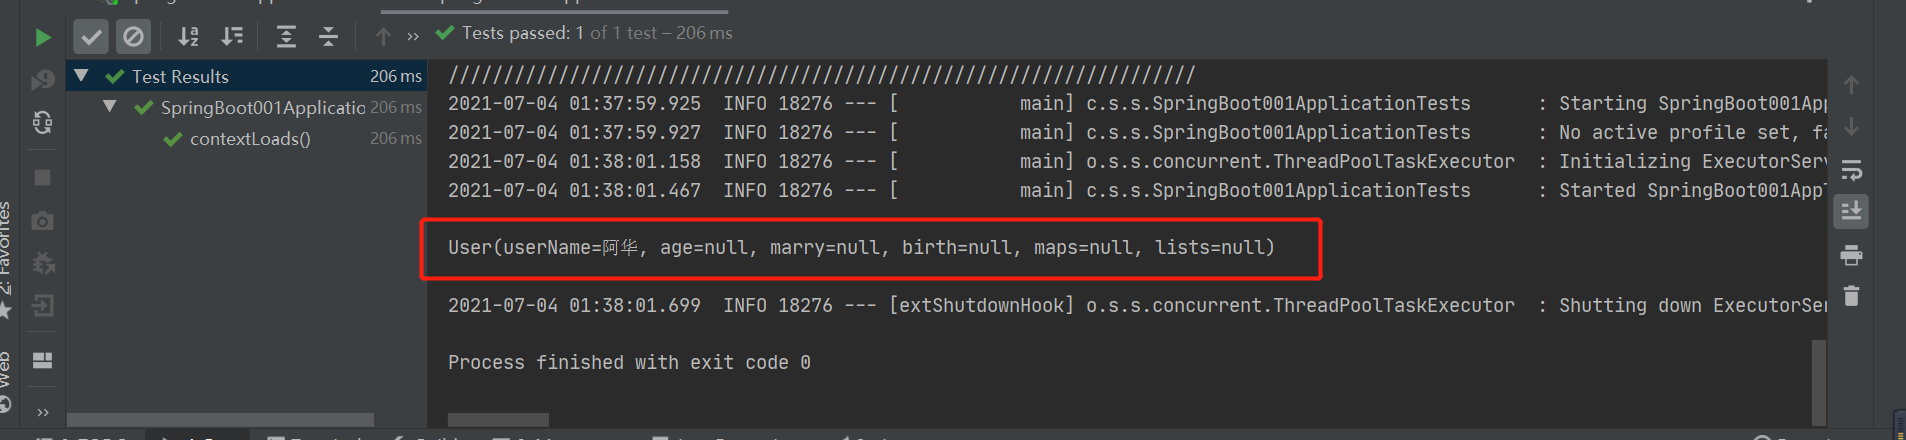 Tests passed: 1 of 1 test – 206 ms
Test Results 206 ms
SpringBoot001Applicatio 206 ms
contextLoads() 206 ms
////////////////////////////////////////////////////////////////////
2021-07-04 01:37:59.925  INFO 18276 --- [           main] c.s.s.SpringBoot001ApplicationTests      : Starting SpringBoot001App
2021-07-04 01:37:59.927  INFO 18276 --- [           main] c.s.s.SpringBoot001ApplicationTests      : No active profile set, fa
2021-07-04 01:38:01.158  INFO 18276 --- [           main] o.s.s.concurrent.ThreadPoolTaskExecutor  : Initializing ExecutorServ
2021-07-04 01:38:01.467  INFO 18276 --- [           main] c.s.s.SpringBoot001ApplicationTests      : Started SpringBoot001Appl
User(userName=阿华, age=null, marry=null, birth=null, maps=null, lists=null)
2021-07-04 01:38:01.699  INFO 18276 --- [extShutdownHook] o.s.s.concurrent.ThreadPoolTaskExecutor  : Shutting down ExecutorSer
Process finished with exit code 0
2: Favorites
Web